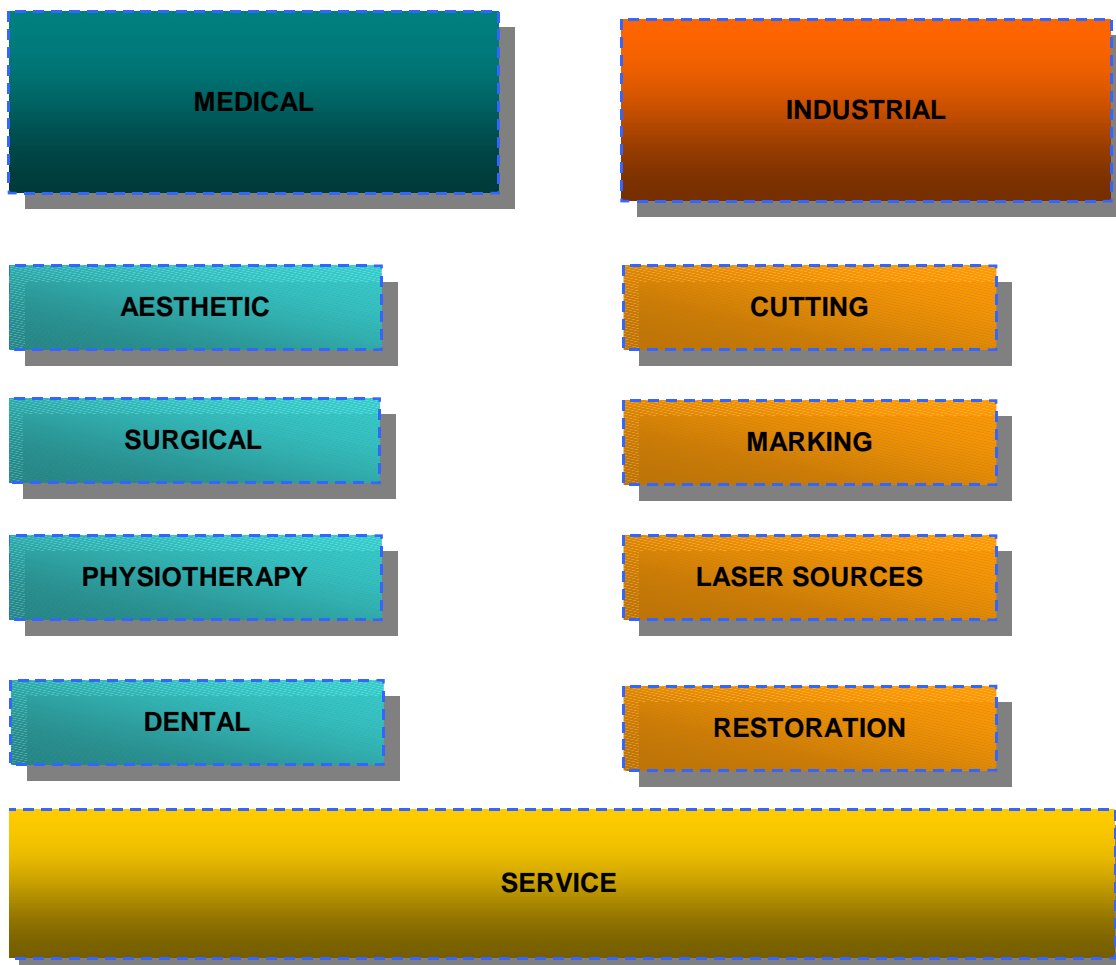 MEDICAL
INDUSTRIAL
AESTHETIC
CUTTING
SURGICAL
MARKING
PHYSIOTHERAPY
LASER SOURCES
DENTAL
RESTORATION
SERVICE